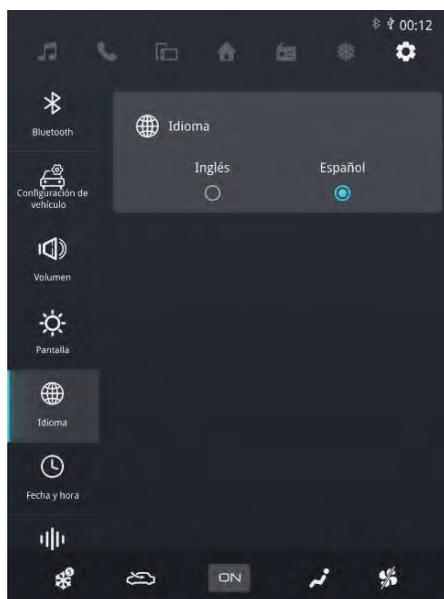 00:12
Bluetooth
Configuración de
vehículo
Volumen
Pantalla
Idioma
Fecha y hora
Idioma
Inglés Español
ON